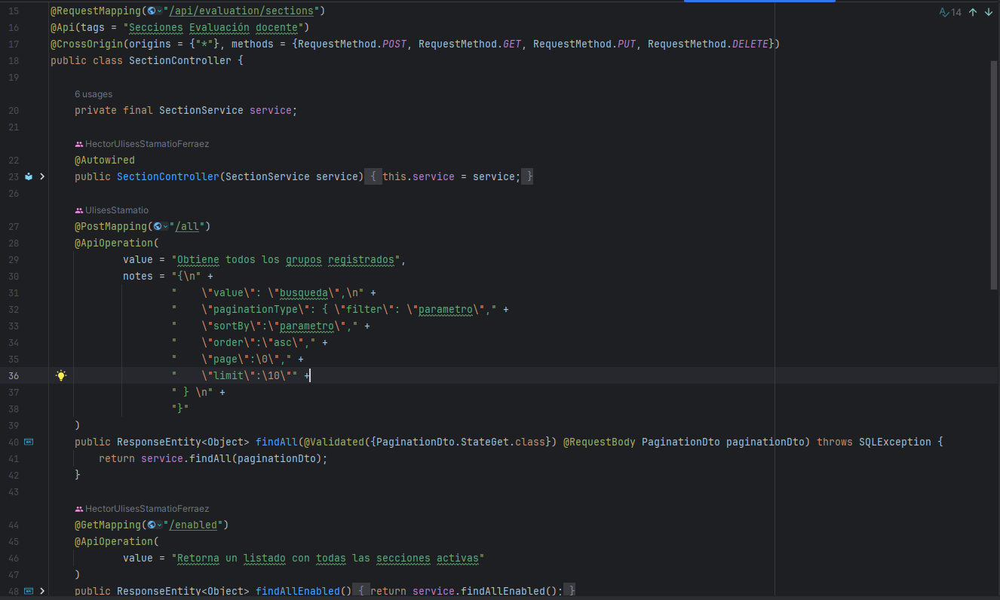 15 @RequestMapping("/api/evaluation/sections")
16 @Api(tags = "Secciones Evaluación docente")
17 @CrossOrigin(origins = {"*"}, methods = {RequestMethod.POST, RequestMethod.GET, RequestMethod.PUT, RequestMethod.DELETE})
18 public class SectionController {
19
6 usages
20 private final SectionService service;
21
HectorUlisesStamatioFerraez
22 @Autowired
23 public SectionController(SectionService service) { this.service = service; }
26
UlisesStamatio
27 @PostMapping("/all")
28 @ApiOperation(
29 value = "Obtiene todos los grupos registrados",
30 notes = "{\n" +
31 "    \"value\": \"busqueda\",\n" +
32 "    \"paginationType\": { \"filter\": \"parametro\"," +
33 "    \"sortBy\":\"parametro\"," +
34 "    \"order\":\"asc\"," +
35 "    \"page\":\0\"," +
36 "    \"limit\":\10\"" +
37 " } \n" +
38 "}"
39 )
40 public ResponseEntity<Object> findAll(@Validated({PaginationDto.StateGet.class}) @RequestBody PaginationDto paginationDto) throws SQLException {
41 return service.findAll(paginationDto);
42 }
43
HectorUlisesStamatioFerraez
44 @GetMapping("/enabled")
45 @ApiOperation(
46 value = "Retorna un listado con todas las secciones activas"
47 )
48 public ResponseEntity<Object> findAllEnabled() { return service.findAllEnabled(); }
14